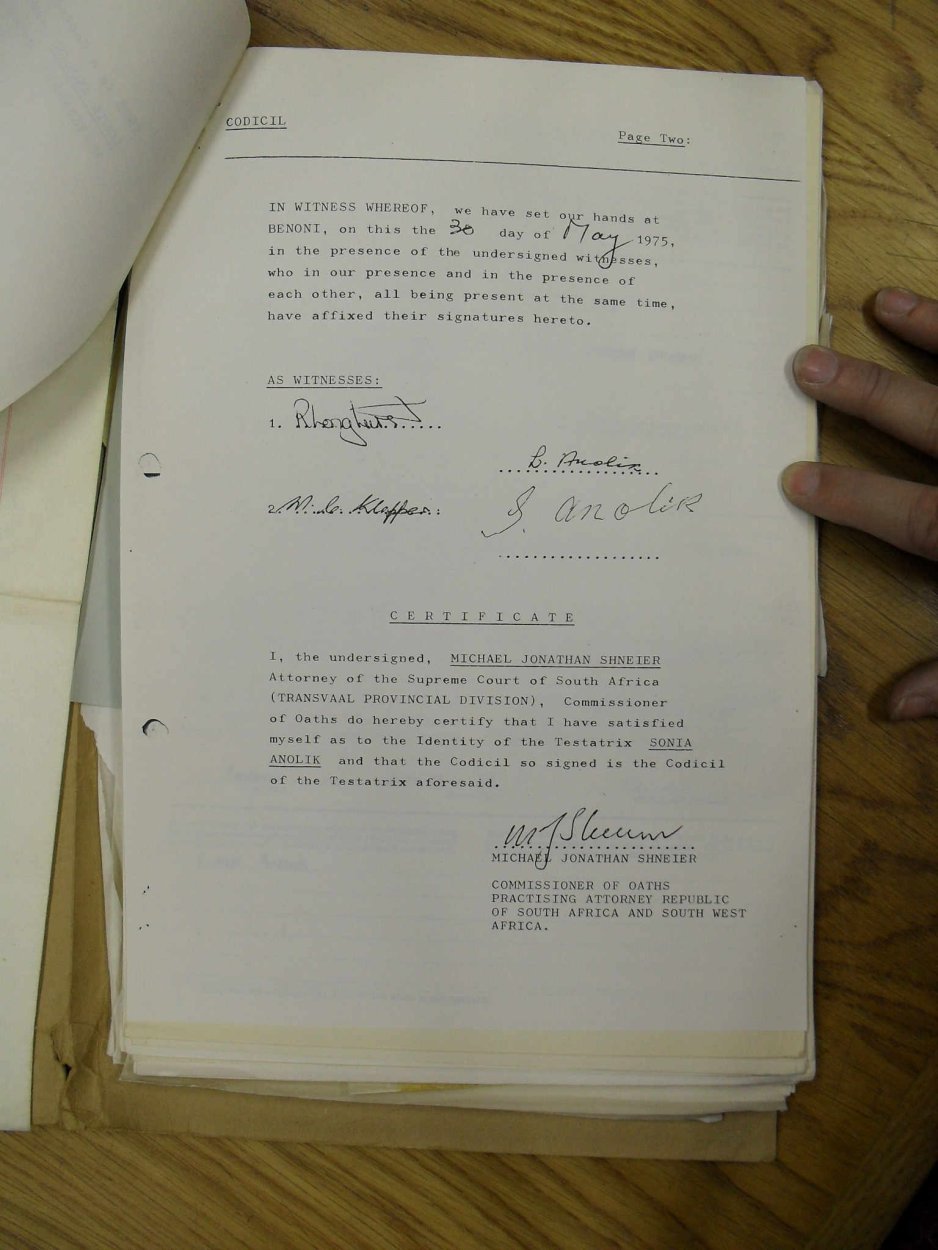 CODICIL
Page Two:
IN WITNESS WHEREOF, we have set our hands at
BENONI, on this the 30 day of May 1975,
in the presence of the undersigned witnesses,
who in our presence and in the presence of
each other, all being present at the same time,
have affixed their signatures hereto.
AS WITNESSES:
1.
B. Anolik
2. Klapper
S. Anolik
CERTIFICATE
I, the undersigned, MICHAEL JONATHAN SHNEIER
Attorney of the Supreme Court of South Africa
(TRANSVAAL PROVINCIAL DIVISION), Commissioner
of Oaths do hereby certify that I have satisfied
myself as to the Identity of the Testatrix SONIA
ANOLIK and that the Codicil so signed is the Codicil
of the Testatrix aforesaid.
MJ Shneier
MICHAEL JONATHAN SHNEIER
COMMISSIONER OF OATHS
PRACTISING ATTORNEY REPUBLIC
OF SOUTH AFRICA AND SOUTH WEST
AFRICA.